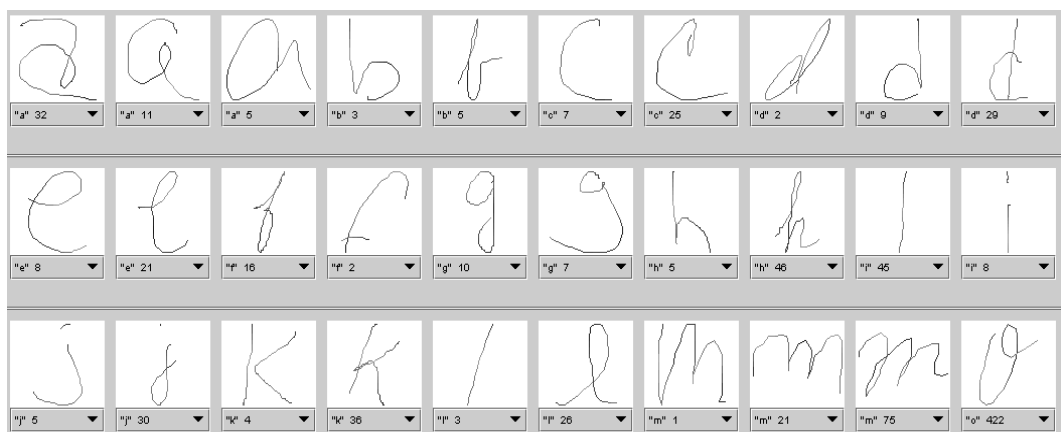 a a a b b c c d d d
"a" 32 "a" 11 "a" 5 "b" 3 "b" 5 "c" 7 "c" 25 "d" 2 "d" 9 "d" 29
e e f f g g h h i i
"e" 8 "e" 21 "f" 16 "f" 2 "g" 10 "g" 7 "h" 5 "h" 46 "i" 45 "i" 8
j j k k l l m m m o
"j" 5 "j" 30 "k" 4 "k" 36 "l" 3 "l" 26 "m" 1 "m" 21 "m" 75 "o" 422